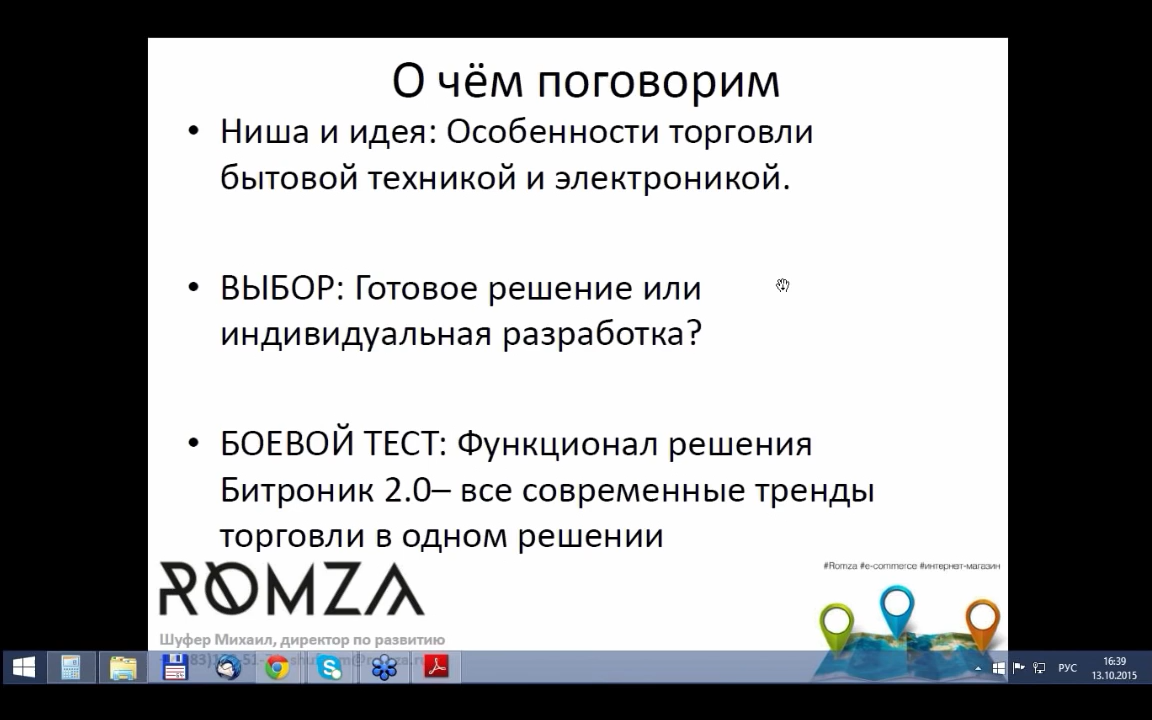 О чём поговорим
• Ниша и идея: Особенности торговли
бытовой техникой и электроникой.
• ВЫБОР: Готовое решение или
индивидуальная разработка?
• БОЕВОЙ ТЕСТ: Функционал решения
Битроник 2.0– все современные тренды
торговли в одном решении
ROMZA
#Romza #e-commerce #интернет-магазин
Шуфер Михаил, директор по развитию
РУС
16:39
13.10.2015